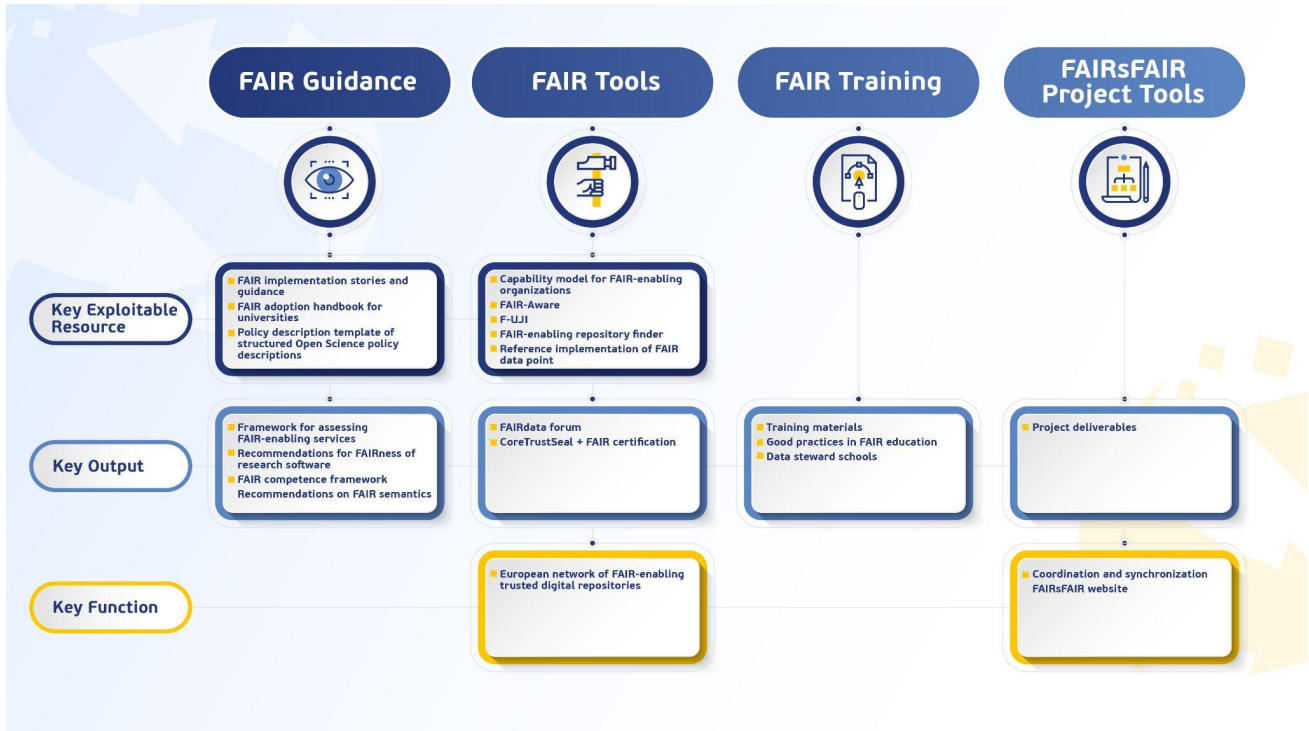 FAIR Guidance
FAIR Tools
FAIR Training
FAIRsFAIR
Project Tools
Key Exploitable
Resource
FAIR implementation stories and
guidance
FAIR adoption handbook for
universities
Policy description template of
structured Open Science policy
descriptions
Capability model for FAIR-enabling
organizations
FAIR-Aware
F-UJI
FAIR-enabling repository finder
Reference implementation of FAIR
data point
Key Output
Framework for assessing
FAIR-enabling services
Recommendations for FAIRness of
research software
FAIR competence framework
Recommendations on FAIR semantics
FAIRdata forum
CoreTrustSeal + FAIR certification
Training materials
Good practices in FAIR education
Data steward schools
Project deliverables
Key Function
European network of FAIR-enabling
trusted digital repositories
Coordination and synchronization
FAIRsFAIR website